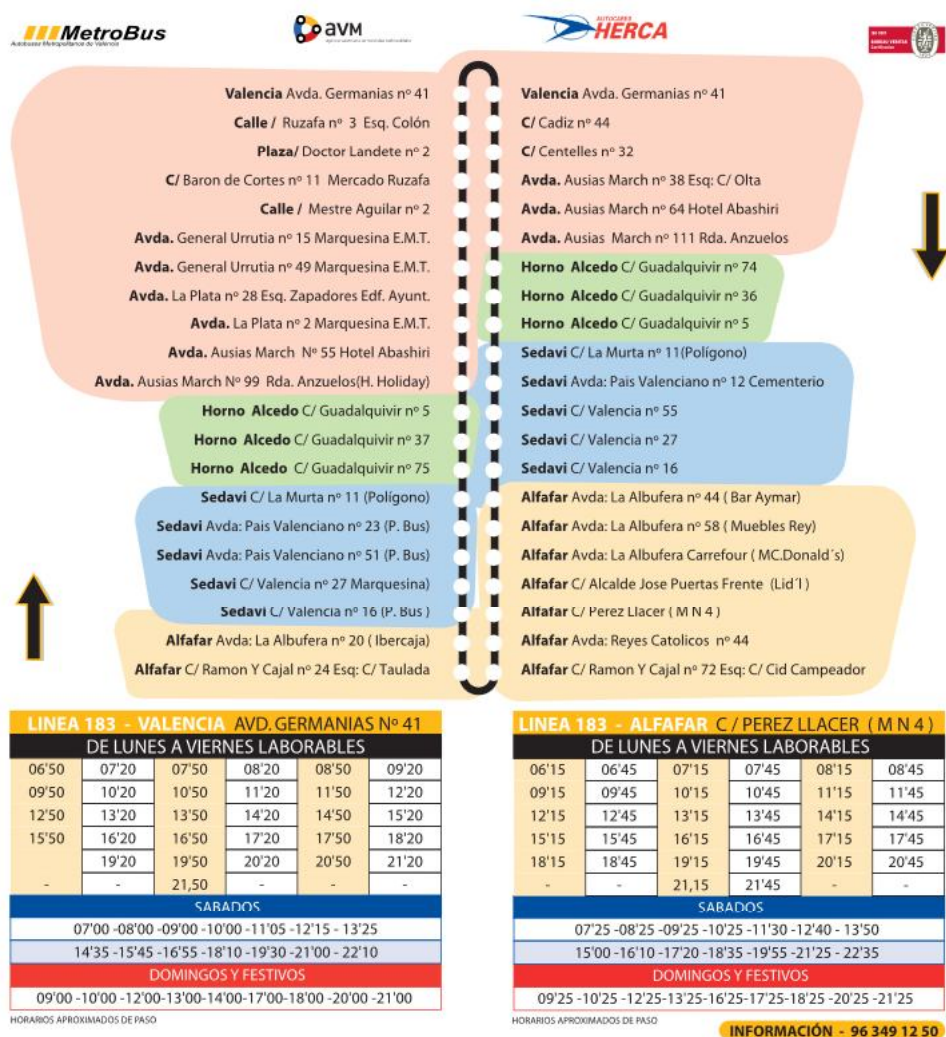 MetroBus
Autobuses Metropolitanos de Valencia
avm
AUTOCARES
HERCA
BUREAU VERITAS
Certification
Valencia Avda. Germanias nº 41
Calle / Ruzafa nº 3 Esq. Colón
Plaza/ Doctor Landete nº 2
C/ Baron de Cortes nº 11 Mercado Ruzafa
Calle / Mestre Aguilar nº 2
Avda. General Urrutia nº 15 Marquesina E.M.T.
Avda. General Urrutia nº 49 Marquesina E.M.T.
Avda. La Plata nº 28 Esq. Zapadores Edf. Ayunt.
Avda. La Plata nº 2 Marquesina E.M.T.
Avda. Ausias March Nº 55 Hotel Abashiri
Avda. Ausias March Nº 99 Rda. Anzuelos(H. Holiday)
Horno Alcedo C/ Guadalquivir nº 5
Horno Alcedo C/ Guadalquivir nº 37
Horno Alcedo C/ Guadalquivir nº 75
Sedavi C/ La Murta nº 11 (Polígono)
Sedavi Avda: Pais Valenciano nº 23 (P. Bus)
Sedavi Avda: Pais Valenciano nº 51 (P. Bus)
Sedavi C/ Valencia nº 27 Marquesina)
Sedavi C/ Valencia nº 16 (P. Bus )
Alfafar Avda: La Albufera nº 20 ( Ibercaja)
Alfafar C/ Ramon Y Cajal nº 24 Esq: C/ Taulada
Valencia Avda. Germanias nº 41
C/ Cadiz nº 44
C/ Centelles nº 32
Avda. Ausias March nº 38 Esq: C/ Olta
Avda. Ausias March nº 64 Hotel Abashiri
Avda. Ausias March nº 111 Rda. Anzuelos
Horno Alcedo C/ Guadalquivir nº 74
Horno Alcedo C/ Guadalquivir nº 36
Horno Alcedo C/ Guadalquivir nº 5
Sedavi C/ La Murta nº 11(Polígono)
Sedavi Avda: Pais Valenciano nº 12 Cementerio
Sedavi C/ Valencia nº 55
Sedavi C/ Valencia nº 27
Sedavi C/ Valencia nº 16
Alfafar Avda: La Albufera nº 44 ( Bar Aymar)
Alfafar Avda: La Albufera nº 58 ( Muebles Rey)
Alfafar Avda: La Albufera Carrefour ( MC.Donald´s)
Alfafar C/ Alcalde Jose Puertas Frente (Lid´l )
Alfafar C/ Perez Llacer ( M N 4 )
Alfafar Avda: Reyes Catolicos nº 44
Alfafar C/ Ramon Y Cajal nº 72 Esq: C/ Cid Campeador
LINEA 183 - VALENCIA AVD. GERMANIAS Nº 41
DE LUNES A VIERNES LABORABLES
06'50 07'20 07'50 08'20 08'50 09'20
09'50 10'20 10'50 11'20 11'50 12'20
12'50 13'20 13'50 14'20 14'50 15'20
15'50 16'20 16'50 17'20 17'50 18'20
19'20 19'50 20'20 20'50 21'20
- - 21,50 - - -
SABADOS
07'00 -08'00 -09'00 -10'00 -11'05 -12'15 - 13'25
14'35 -15'45 -16'55 -18'10 -19'30 -21'00 - 22'10
DOMINGOS Y FESTIVOS
09'00 -10'00 -12'00-13'00-14'00-17'00-18'00 -20'00 -21'00
HORARIOS APROXIMADOS DE PASO
LINEA 183 - ALFAFAR C / PEREZ LLACER ( M N 4 )
DE LUNES A VIERNES LABORABLES
06'15 06'45 07'15 07'45 08'15 08'45
09'15 09'45 10'15 10'45 11'15 11'45
12'15 12'45 13'15 13'45 14'15 14'45
15'15 15'45 16'15 16'45 17'15 17'45
18'15 18'45 19'15 19'45 20'15 20'45
- - 21,15 21'45 - -
SABADOS
07'25 -08'25 -09'25 -10'25 -11'30 -12'40 - 13'50
15'00 -16'10 -17'20 -18'35 -19'55 -21'25 - 22'35
DOMINGOS Y FESTIVOS
09'25 -10'25 -12'25-13'25-16'25-17'25-18'25 -20'25 -21'25
HORARIOS APROXIMADOS DE PASO
INFORMACIÓN - 96 349 12 50